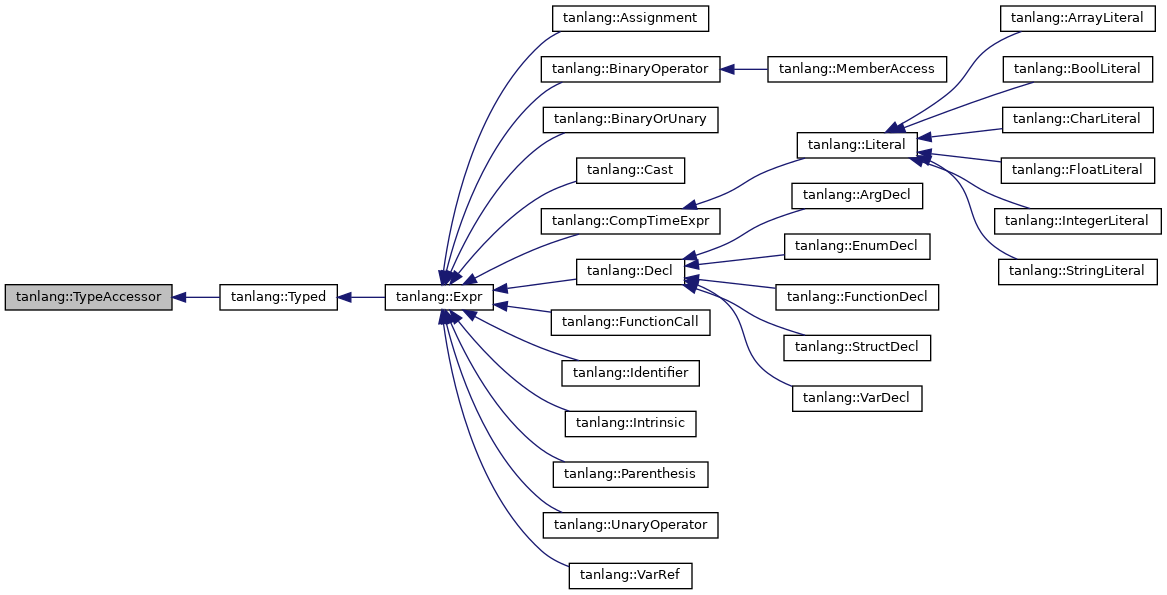 tanlang::TypeAccessor
tanlang::Typed
tanlang::Expr
tanlang::Assignment
tanlang::BinaryOperator
tanlang::MemberAccess
tanlang::BinaryOrUnary
tanlang::Cast
tanlang::CompTimeExpr
tanlang::Literal
tanlang::ArrayLiteral
tanlang::BoolLiteral
tanlang::CharLiteral
tanlang::FloatLiteral
tanlang::IntegerLiteral
tanlang::StringLiteral
tanlang::Decl
tanlang::ArgDecl
tanlang::EnumDecl
tanlang::FunctionDecl
tanlang::StructDecl
tanlang::VarDecl
tanlang::FunctionCall
tanlang::Identifier
tanlang::Intrinsic
tanlang::Parenthesis
tanlang::UnaryOperator
tanlang::VarRef